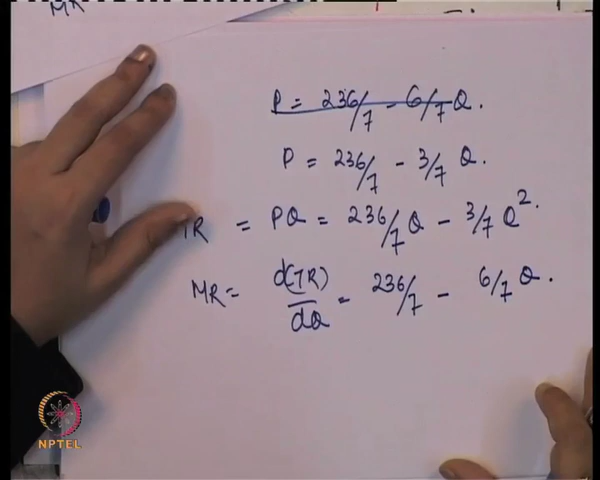 MR
P = 236/7 - 6/7 Q.
P = 236/7 - 3/7 Q.
TR = PQ = 236/7 Q - 3/7 Q².
MR = d(TR)/dQ = 236/7 - 6/7 Q.
NPTEL